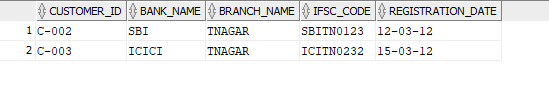 CUSTOMER_ID BANK_NAME BRANCH_NAME IFSC_CODE REGISTRATION_DATE
1 C-002 SBI TNAGAR SBITN0123 12-03-12
2 C-003 ICICI TNAGAR ICITN0232 15-03-12